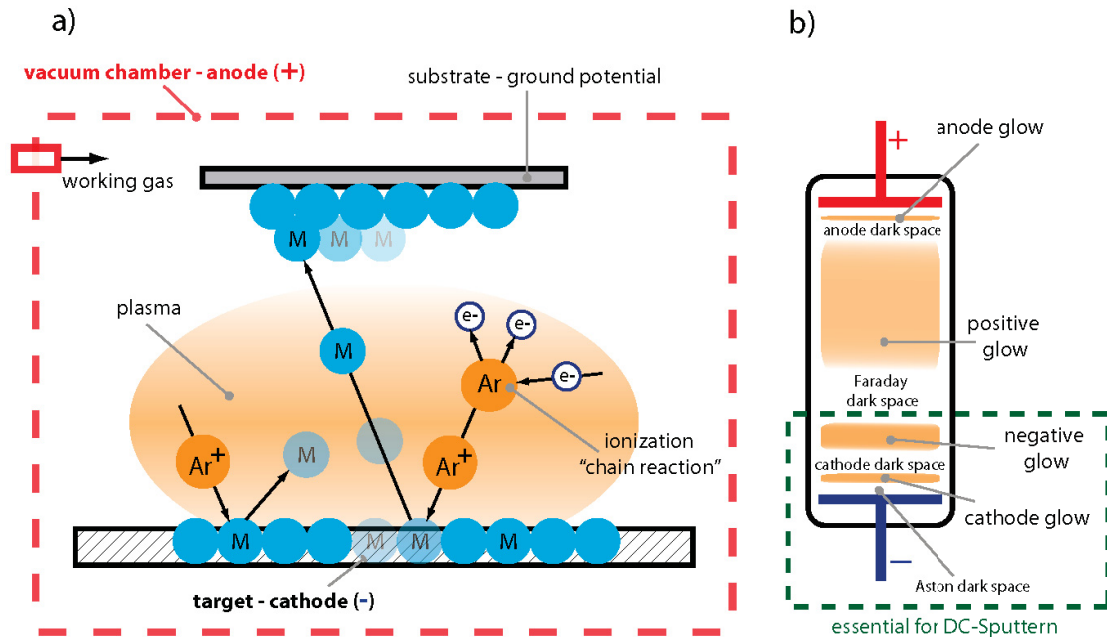 a)
vacuum chamber - anode (+)
substrate - ground potential
working gas
M
M
M
plasma
M
e-
e-
Ar
e-
ionization
"chain reaction"
Ar+
M
Ar+
M
M
M
M
target - cathode (-)
b)
anode glow
+
anode dark space
positive
glow
Faraday
dark space
negative
glow
cathode dark space
cathode glow
–
Aston dark space
essential for DC-Sputtern